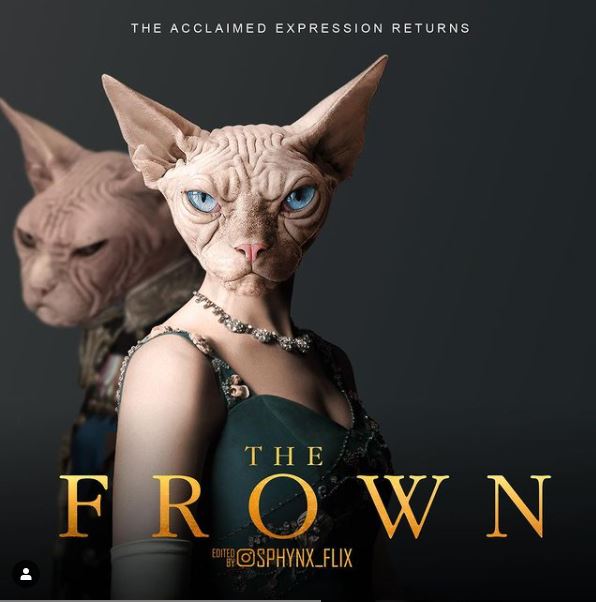 THE ACCLAIMED EXPRESSION RETURNS
THE
FROWN
EDITED BY SPHYNX_FLIX